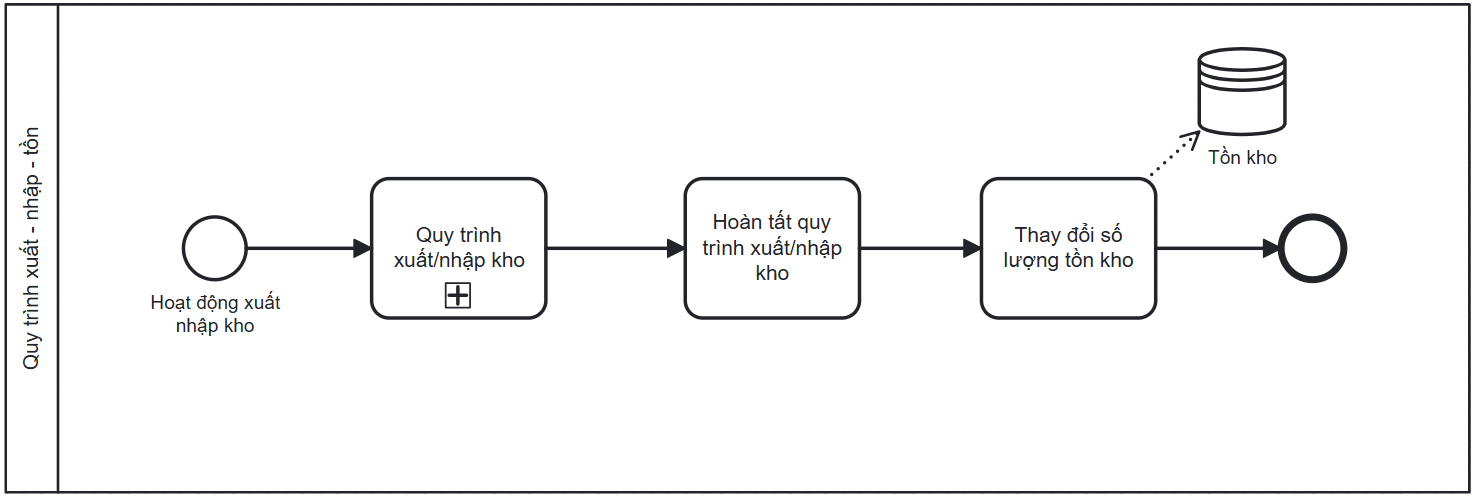 Quy trình xuất - nhập - tồn
Hoạt động xuất
nhập kho
Quy trình
xuất/nhập kho
Hoàn tất quy
trình xuất/nhập
kho
Thay đổi số
lượng tồn kho
Tồn kho